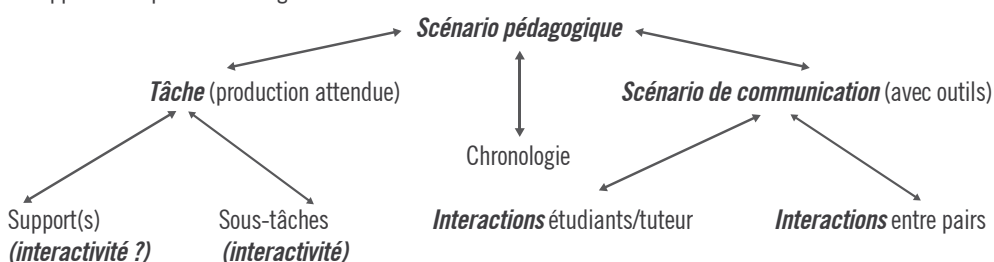 Scénario pédagogique
Tâche (production attendue)
Scénario de communication (avec outils)
Chronologie
Support(s)
(interactivité ?)
Sous-tâches
(interactivité)
Interactions étudiants/tuteur
Interactions entre pairs